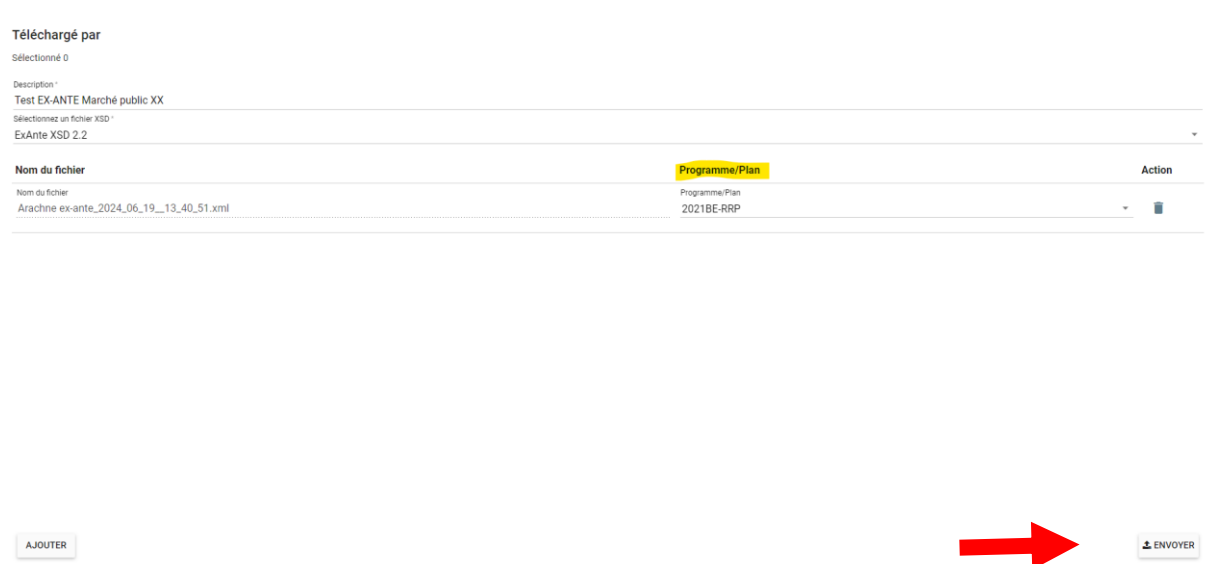 Téléchargé par
Sélectionné 0
Description *
Test EX-ANTE Marché public XX
Sélectionnez un fichier XSD *
ExAnte XSD 2.2
Nom du fichier Programme/Plan Action
Nom du fichier Programme/Plan
Arachne ex-ante_2024_06_19__13_40_51.xml 2021BE-RRP
AJOUTER ENVOYER